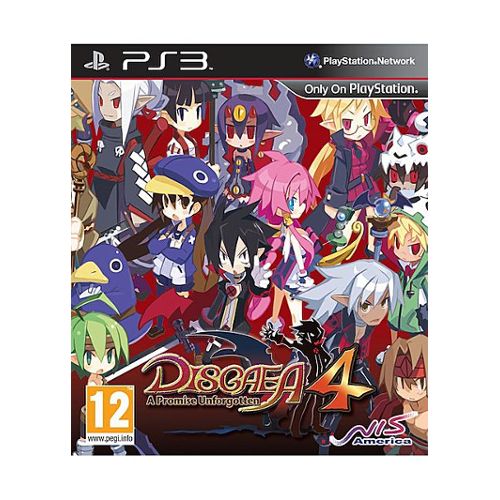 PS3
PlayStation®Network
Only On PlayStation®
DISGAEA 4
A Promise Unforgotten
12
www.pegi.info
NIS
America